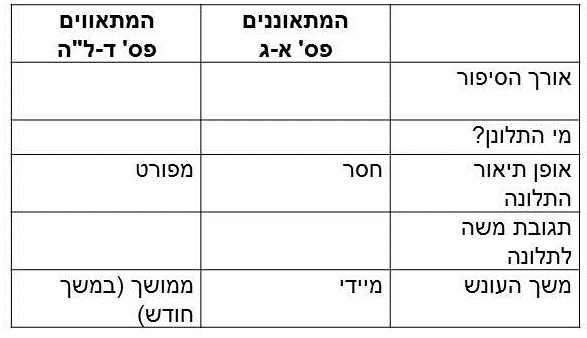 המתאוננים המתאווים
פס' א-ג פס' ד-ל"ה
אורך הסיפור
מי התלונן?
אופן תיאור חסר מפורט
התלונה
תגובת משה
לתלונה
משך העונש מיידי ממושך (במשך
חודש)